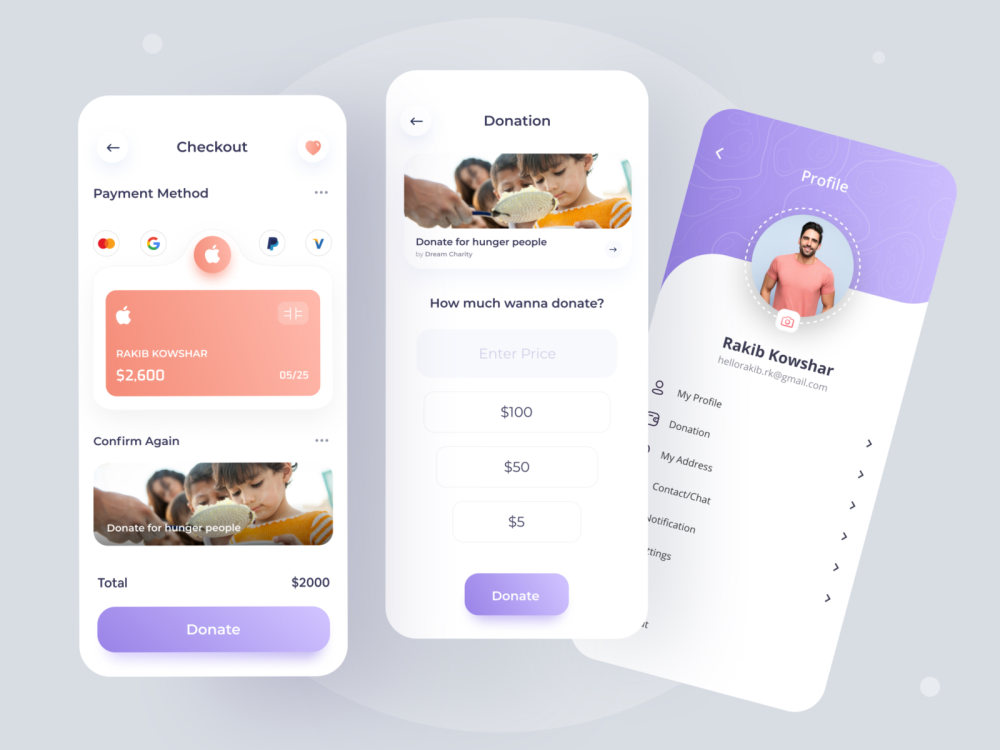 Checkout
Payment Method
RAKIB KOWSHAR
$2,600
05/25
Confirm Again
Donate for hunger people
Total
$2000
Donate
Donation
Donate for hunger people
by Dream Charity
How much wanna donate?
Enter Price
$100
$50
$5
Donate
Profile
Rakib Kowshar
hellorakib.rk@gmail.com
My Profile
Donation
My Address
Contact/Chat
Notification